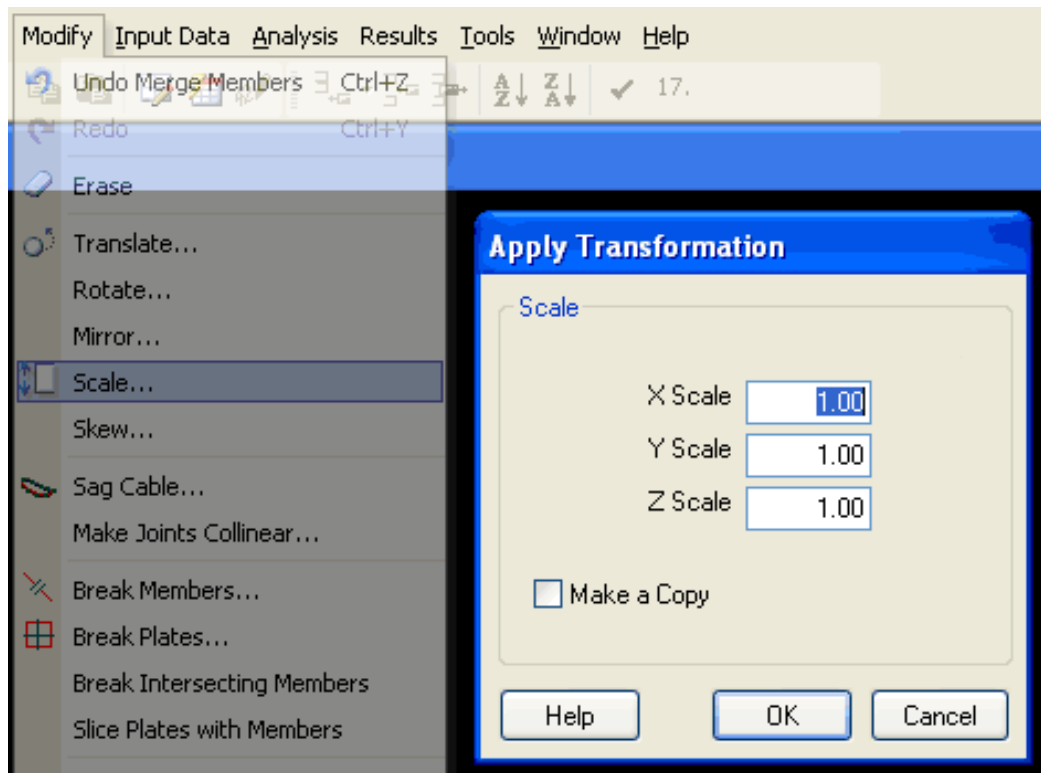 Modify Input Data Analysis Results Tools Window Help
Undo Merge Members Ctrl+Z
A Z Z A 17.
Redo Ctrl+Y
Erase
Translate...
Rotate...
Mirror...
Scale...
Skew...
Sag Cable...
Make Joints Collinear...
Break Members...
Break Plates...
Break Intersecting Members
Slice Plates with Members
Apply Transformation
Scale
X Scale 1.00
Y Scale 1.00
Z Scale 1.00
Make a Copy
Help OK Cancel